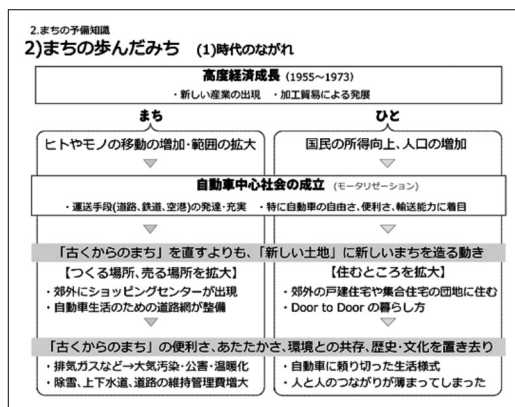 2.まちの予備知識
2)まちの歩んだみち (1)時代のながれ
高度経済成長 (1955～1973)
・新しい産業の出現 ・加工貿易による発展
まち
ひと
ヒトやモノの移動の増加・範囲の拡大
国民の所得向上、人口の増加
自動車中心社会の成立 (モータリゼーション)
・運送手段(道路、鉄道、空港)の発達・充実 ・特に自動車の自由さ、便利さ、輸送能力に着目
「古くからのまち」を直すよりも、「新しい土地」に新しいまちを造る動き
【つくる場所、売る場所を拡大】
・郊外にショッピングセンターが出現
・自動車生活のための道路網が整備
【住むところを拡大】
・郊外の戸建住宅や集合住宅の団地に住む
・Door to Door の暮らし方
「古くからのまち」の便利さ、あたたかさ、環境との共存、歴史・文化を置き去り
・排気ガスなど→大気汚染・公害・温暖化
・除雪、上下水道、道路の維持管理費増大
・自動車に頼り切った生活様式
・人と人のつながりが薄まってしまった